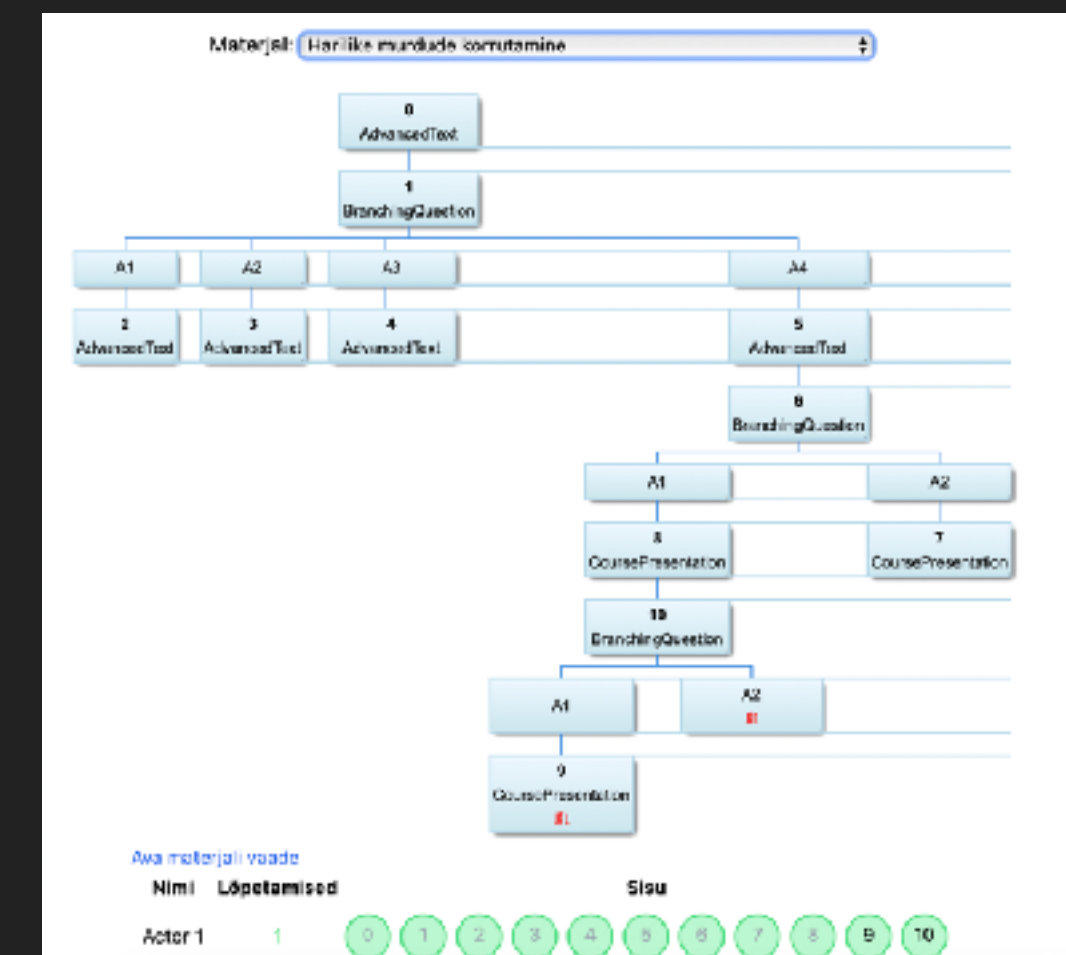 Materjal: Harilike murdude korrutamine
0
AdvancedText
1
BranchingQuestion
A1 A2 A3 A4
2 3 4 5
AdvancedText AdvancedText AdvancedText AdvancedText
6
BranchingQuestion
A1 A2
8 7
CoursePresentation CoursePresentation
10
BranchingQuestion
A1 A2
9
CoursePresentation
Ava materjali vaade
Nimi Lõpetamised Sisu
Actor 1 1 0 1 2 3 4 5 6 7 8 9 10